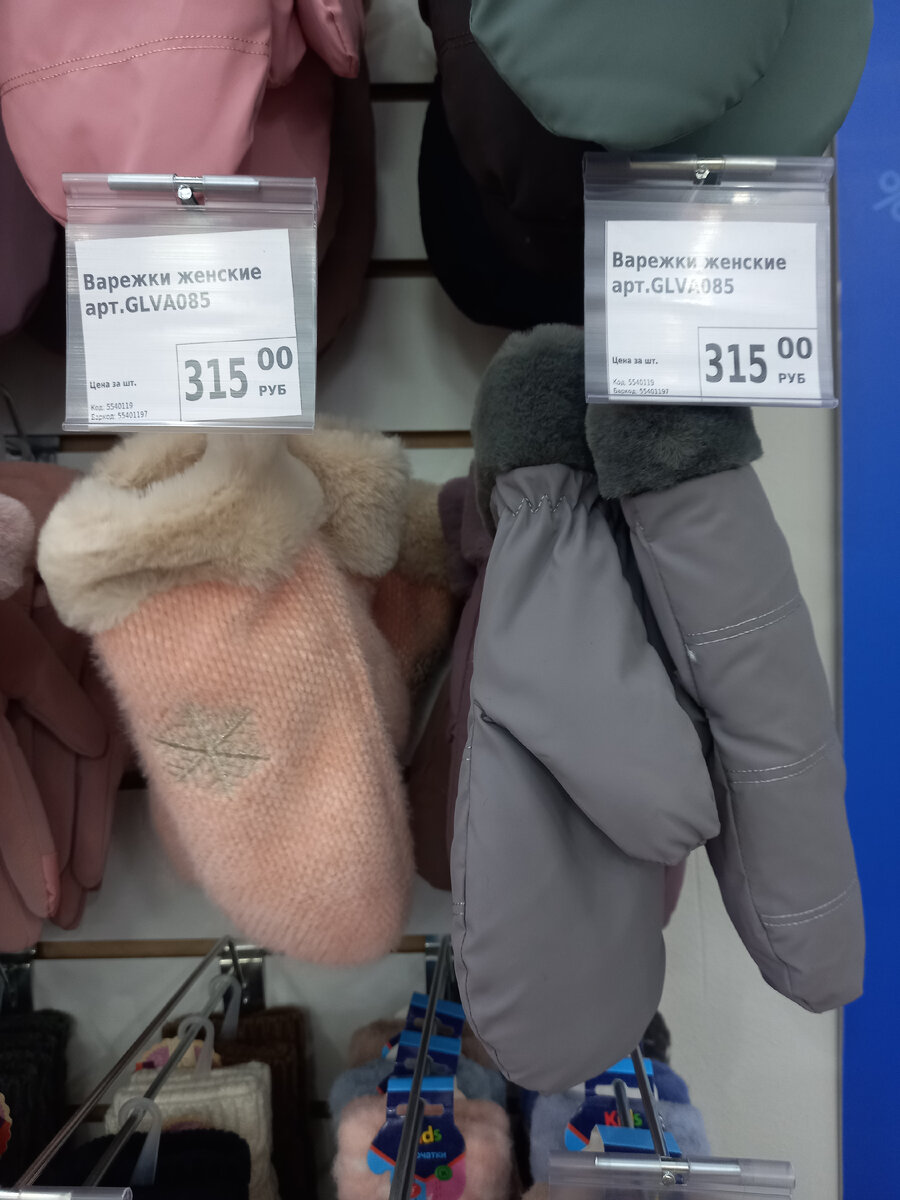 Варежки женские
арт.GLVA085
315 00
РУБ
Цена за шт.
Код: 5540119
Баркод: 55401197
Варежки женские
арт.GLVA085
315 00
РУБ
Цена за шт.
Код: 5540119
Баркод: 55401197
%
Kids